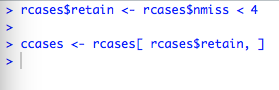 > rcases$retain <- rcases$nmiss < 4
>
> ccases <- rcases[ rcases$retain, ]
>